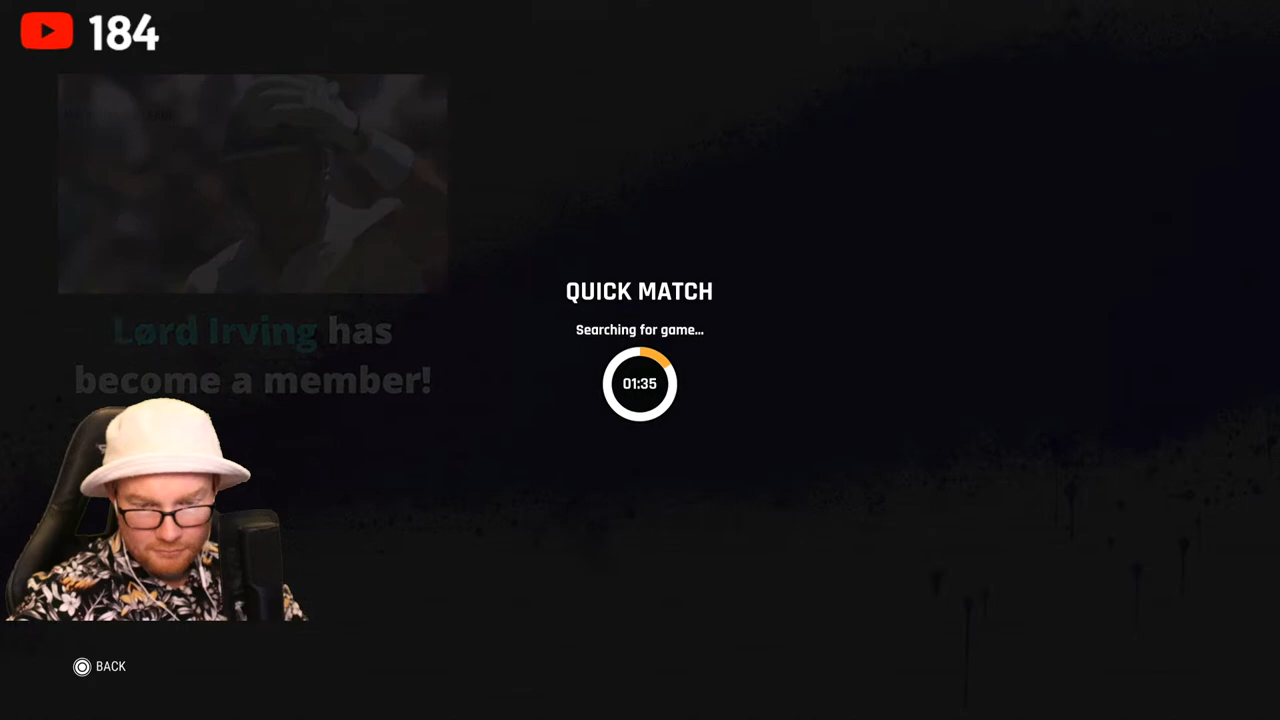 184
Lørd Irving has
become a member!
QUICK MATCH
Searching for game...
01:35
BACK